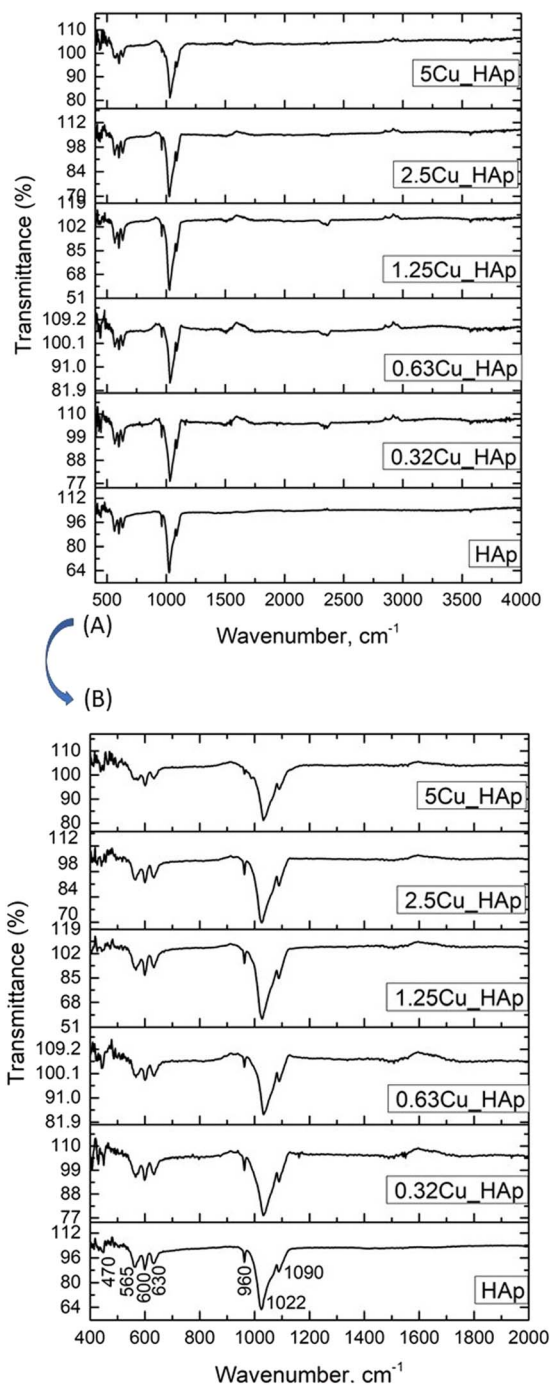 110
100
90
80
5Cu_HAp
112
98
84
70
2.5Cu_HAp
119
102
85
68
51
1.25Cu_HAp
109.2
100.1
91.0
81.9
0.63Cu_HAp
110
99
88
77
0.32Cu_HAp
112
96
80
64
HAp
Transmittance (%)
500 1000 1500 2000 2500 3000 3500 4000
(A)
Wavenumber, cm-1
(B)
110
100
90
80
5Cu_HAp
112
98
84
70
2.5Cu_HAp
119
102
85
68
51
1.25Cu_HAp
109.2
100.1
91.0
81.9
0.63Cu_HAp
110
99
88
77
0.32Cu_HAp
112
96
80
64
470
565
600
630
960
1022
1090
HAp
Transmittance (%)
400 600 800 1000 1200 1400 1600 1800 2000
Wavenumber, cm-1